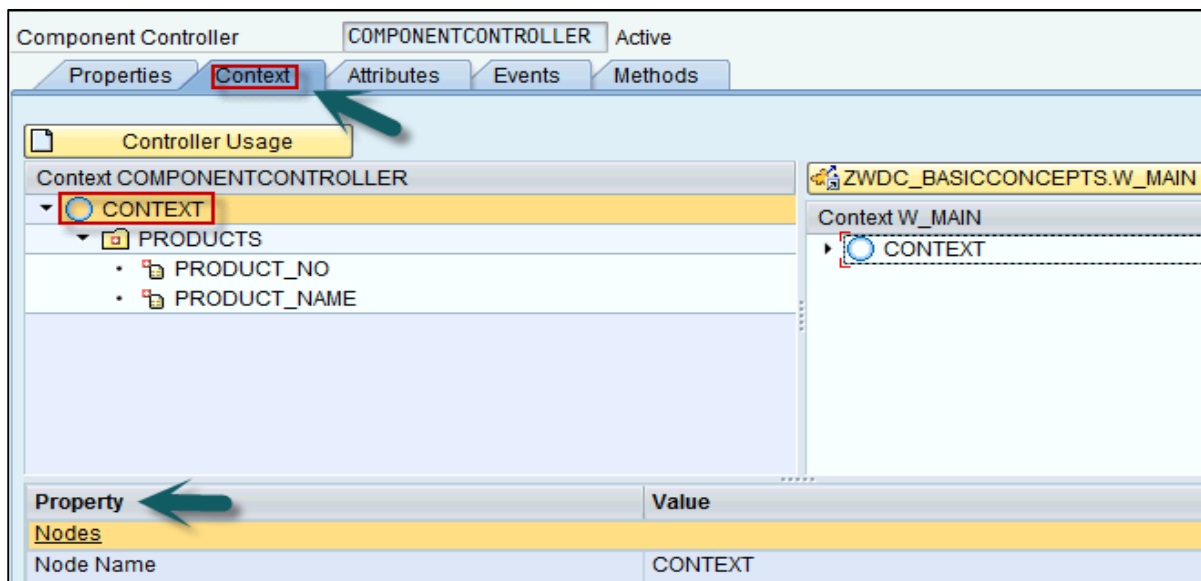 Component Controller COMPONENTCONTROLLER Active
Properties Context Attributes Events Methods
Controller Usage
Context COMPONENTCONTROLLER
CONTEXT
PRODUCTS
PRODUCT_NO
PRODUCT_NAME
ZWDC_BASICCONCEPTS.W_MAIN
Context W_MAIN
CONTEXT
Property Value
Nodes
Node Name CONTEXT